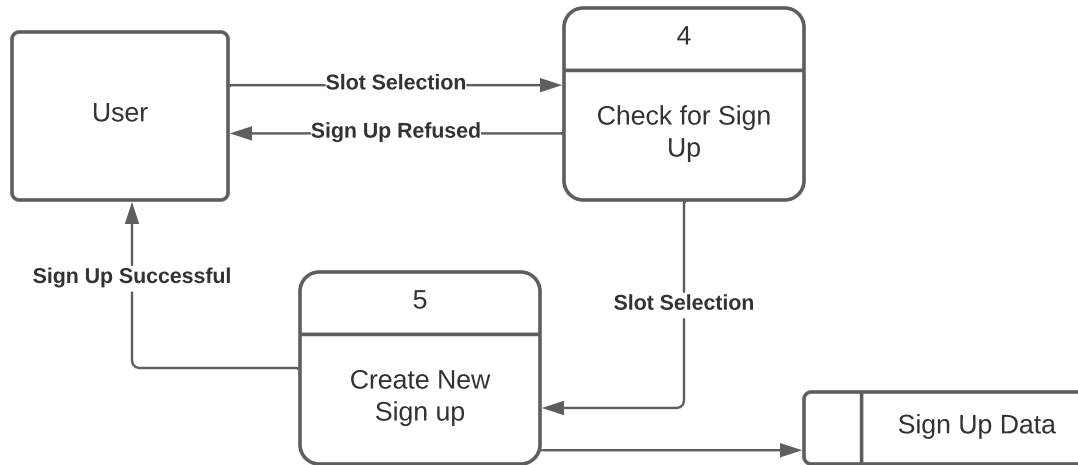 4
User
Slot Selection
Check for Sign
Up
Sign Up Refused
Sign Up Successful
5
Slot Selection
Create New
Sign up
Sign Up Data